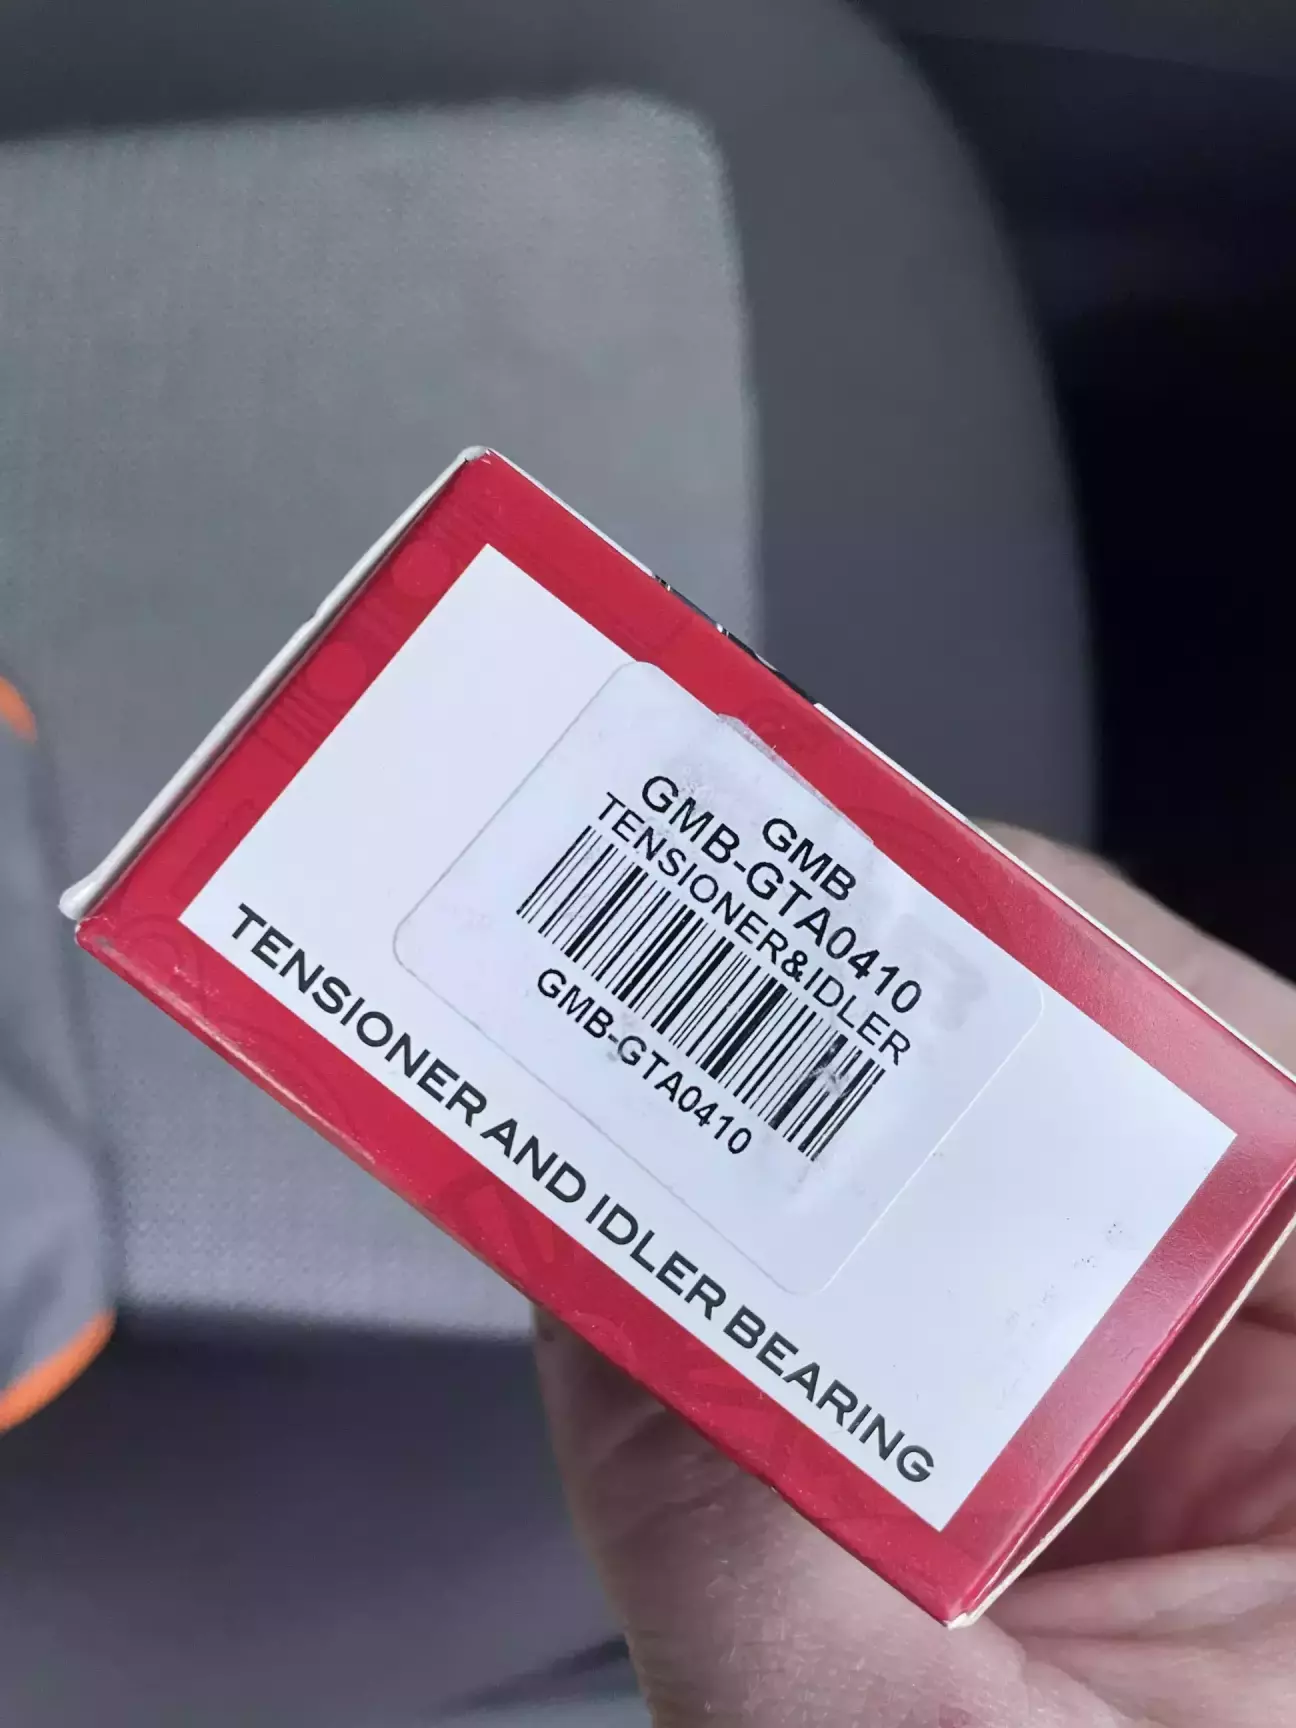 GMB
GMB-GTA0410
TENSIONER&IDLER
GMB-GTA0410
TENSIONER AND IDLER BEARING